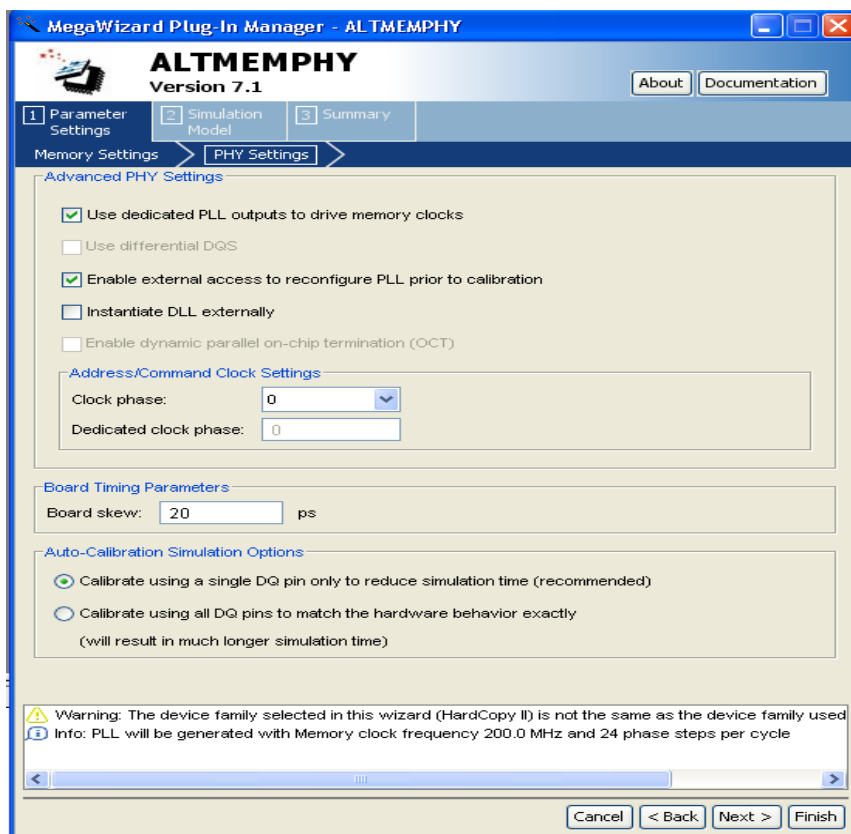 MegaWizard Plug-In Manager - ALTMEMPHY
ALTMEMPHY
Version 7.1
About
Documentation
1 Parameter Settings
2 Simulation Model
3 Summary
Memory Settings
PHY Settings
Advanced PHY Settings
Use dedicated PLL outputs to drive memory clocks
Use differential DQS
Enable external access to reconfigure PLL prior to calibration
Instantiate DLL externally
Enable dynamic parallel on-chip termination (OCT)
Address/Command Clock Settings
Clock phase: 0
Dedicated clock phase: 0
Board Timing Parameters
Board skew: 20 ps
Auto-Calibration Simulation Options
Calibrate using a single DQ pin only to reduce simulation time (recommended)
Calibrate using all DQ pins to match the hardware behavior exactly
(will result in much longer simulation time)
Warning: The device family selected in this wizard (HardCopy II) is not the same as the device family used
Info: PLL will be generated with Memory clock frequency 200.0 MHz and 24 phase steps per cycle
Cancel
< Back
Next >
Finish